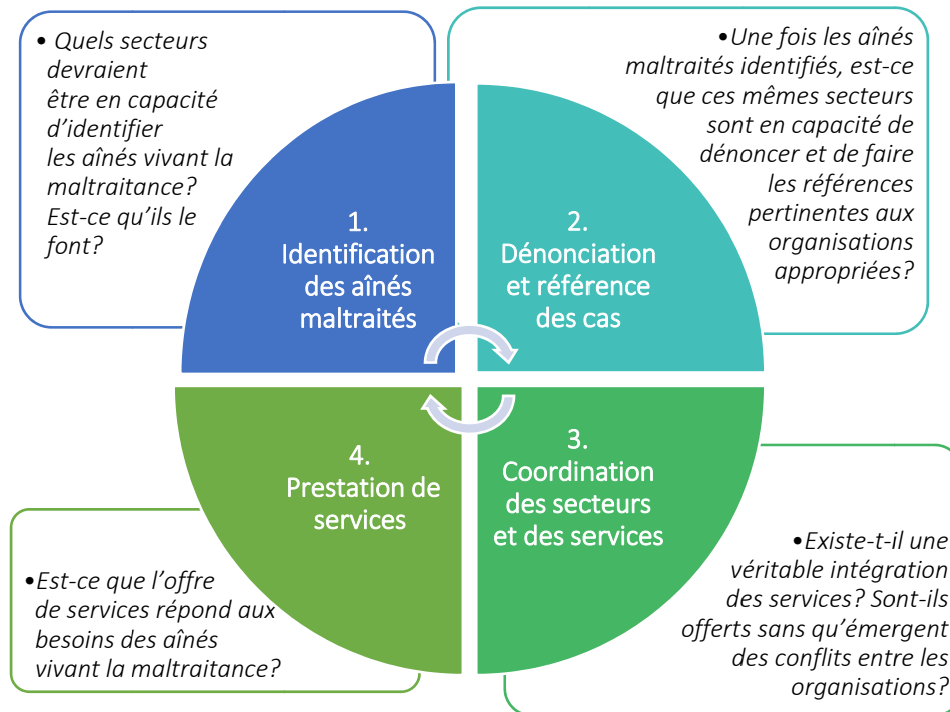 • Quels secteurs
devraient
être en capacité
d'identifier
les aînés vivant la
maltraitance?
Est-ce qu'ils le
font?
•Une fois les aînés
maltraités identifiés, est-ce
que ces mêmes secteurs
sont en capacité de
dénoncer et de faire
les références
pertinentes aux
organisations
appropriées?
1.
Identification
des aînés
maltraités
2.
Dénonciation
et référence
des cas
3.
Coordination
des secteurs
et des services
4.
Prestation de
services
•Existe-t-il une
véritable intégration
des services? Sont-ils
offerts sans qu'émergent
des conflits entre les
organisations?
•Est-ce que l'offre
de services répond aux
besoins des aînés
vivant la maltraitance?